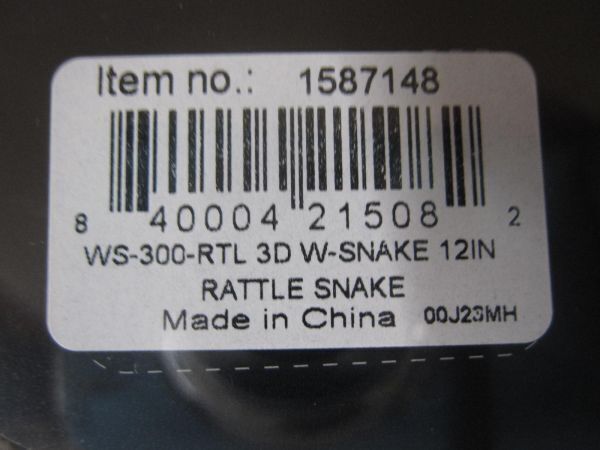 Item no.: 1587148
8 40004 21508 2
WS-300-RTL 3D W-SNAKE 12IN
RATTLE SNAKE
Made in China 00J23MH